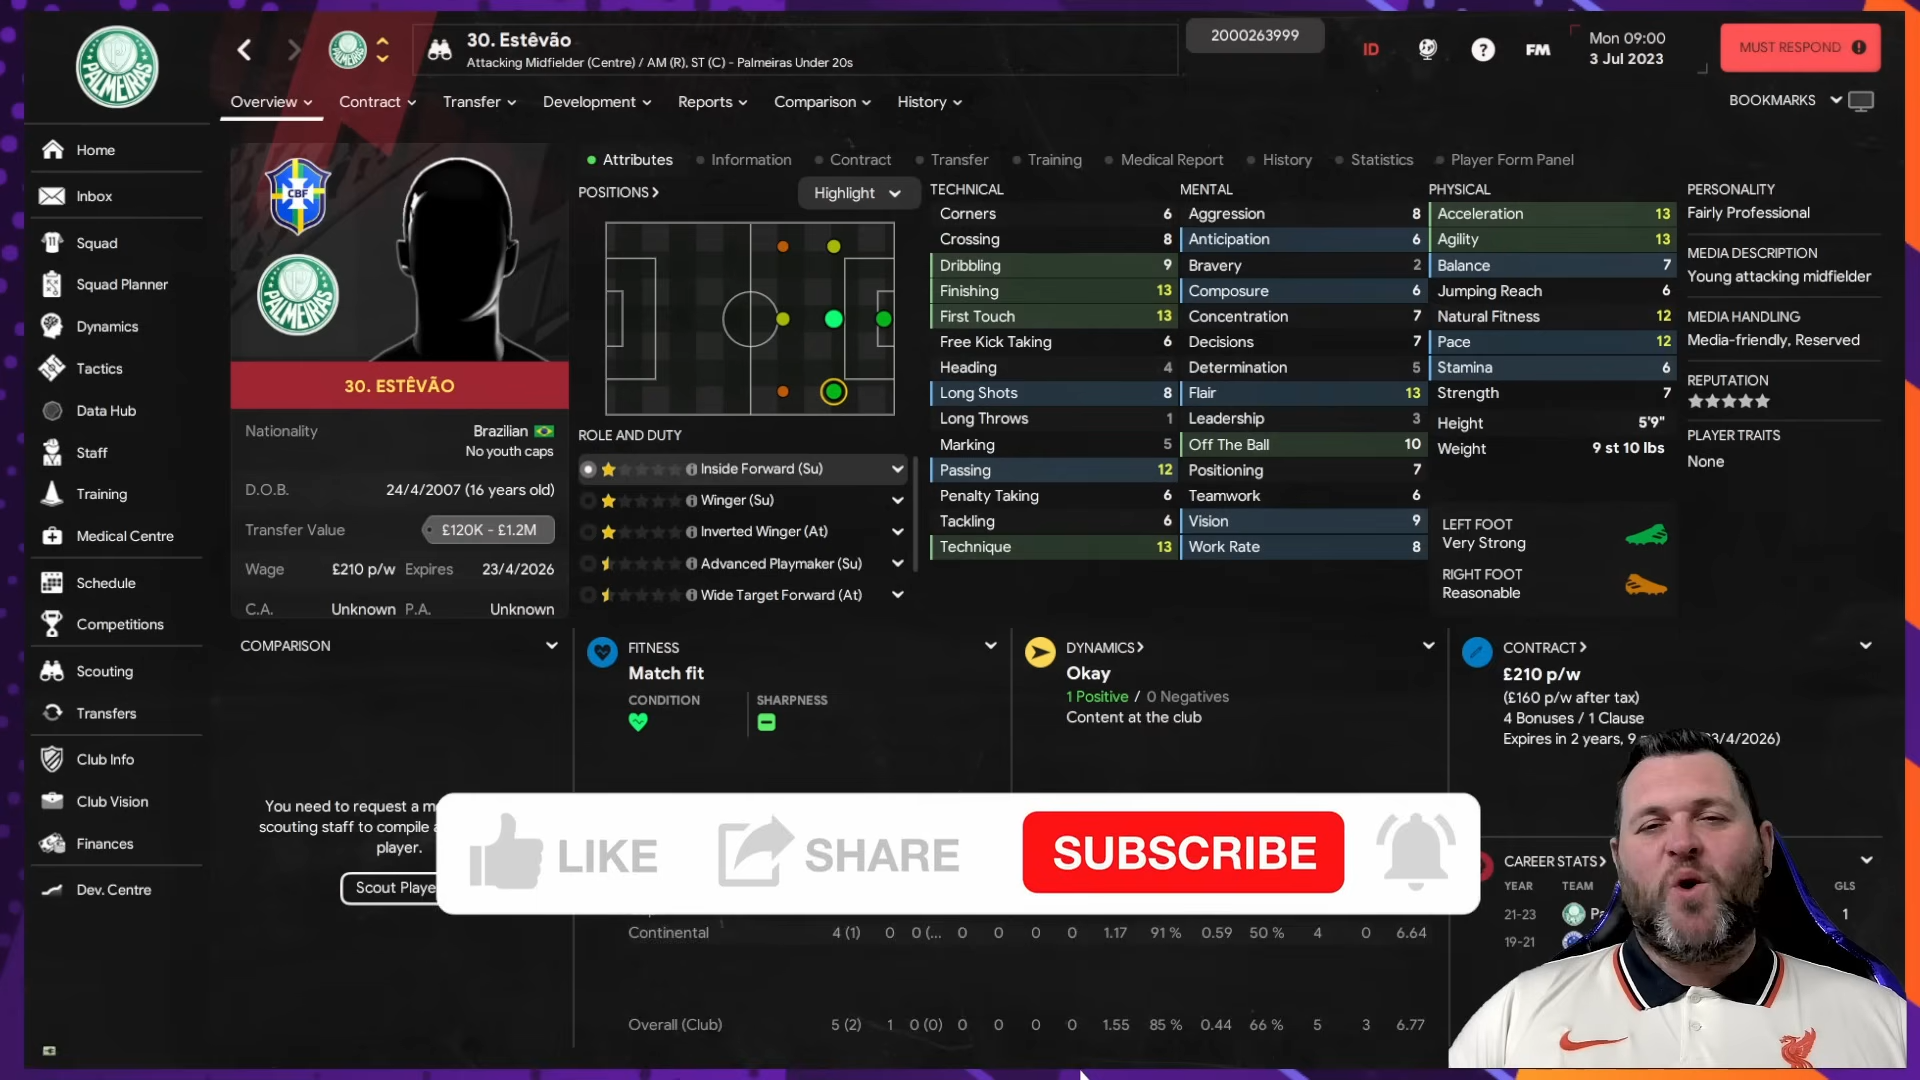 PALMEIRAS
30. Estêvão
Attacking Midfielder (Centre) / AM (R), ST (C) - Palmeiras Under 20s
2000263999
ID
?
FM
Mon 09:00
3 Jul 2023
MUST RESPOND
Overview
Contract
Transfer
Development
Reports
Comparison
History
BOOKMARKS
Home
Inbox
Squad
Squad Planner
Dynamics
Tactics
Data Hub
Staff
Training
Medical Centre
Schedule
Competitions
Scouting
Transfers
Club Info
Club Vision
Finances
Dev. Centre
CBF
PALMEIRAS
30. ESTÊVÃO
Nationality Brazilian
No youth caps
D.O.B. 24/4/2007 (16 years old)
Transfer Value £120K - £1.2M
Wage £210 p/w Expires 23/4/2026
C.A. Unknown P.A. Unknown
Attributes
Information
Contract
Transfer
Training
Medical Report
History
Statistics
Player Form Panel
POSITIONS
Highlight
ROLE AND DUTY
Inside Forward (Su)
Winger (Su)
Inverted Winger (At)
Advanced Playmaker (Su)
Wide Target Forward (At)
TECHNICAL
Corners 6
Crossing 8
Dribbling 9
Finishing 13
First Touch 13
Free Kick Taking 6
Heading 4
Long Shots 8
Long Throws 1
Marking 5
Passing 12
Penalty Taking 6
Tackling 6
Technique 13
MENTAL
Aggression 8
Anticipation 6
Bravery 2
Composure 6
Concentration 7
Decisions 7
Determination 5
Flair 13
Leadership 3
Off The Ball 10
Positioning 7
Teamwork 6
Vision 9
Work Rate 8
PHYSICAL
Acceleration 13
Agility 13
Balance 7
Jumping Reach 6
Natural Fitness 12
Pace 12
Stamina 6
Strength 7
Height 5'9"
Weight 9 st 10 lbs
LEFT FOOT
Very Strong
RIGHT FOOT
Reasonable
PERSONALITY
Fairly Professional
MEDIA DESCRIPTION
Young attacking midfielder
MEDIA HANDLING
Media-friendly, Reserved
REPUTATION
PLAYER TRAITS
None
COMPARISON
You need to request a
scouting staff to compile
player.
Scout Playe
FITNESS
Match fit
CONDITION
SHARPNESS
DYNAMICS
Okay
1 Positive / 0 Negatives
Content at the club
CONTRACT
£210 p/w
(£160 p/w after tax)
4 Bonuses / 1 Clause
Expires in 2 years, 9 3/4/2026)
LIKE
SHARE
SUBSCRIBE
CAREER STATS
YEAR TEAM GLS
21-23 Pa 1
19-21
Continental 4 (1) 0 0 (... 0 0 0 0 1.17 91 % 0.59 50 % 4 0 6.64
Overall (Club) 5 (2) 1 0 (0) 0 0 0 0 1.55 85 % 0.44 66 % 5 3 6.77